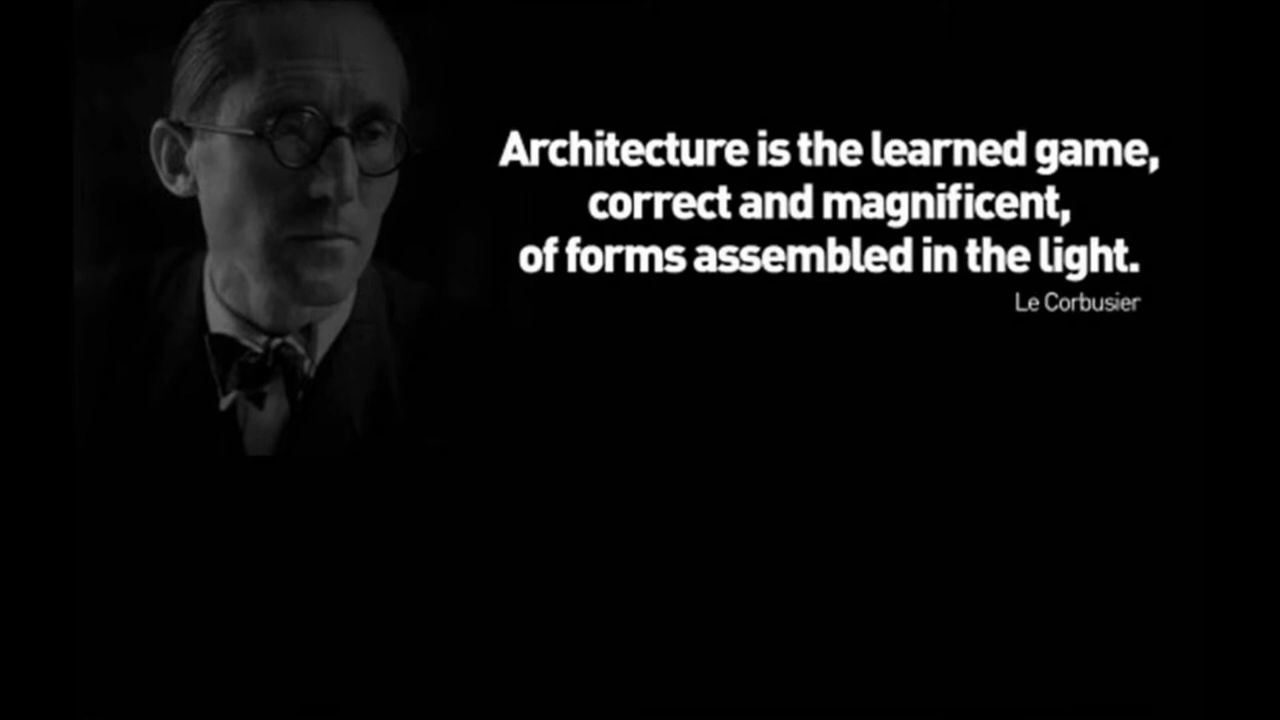 Architecture is the learned game,
correct and magnificent,
of forms assembled in the light.
Le Corbusier